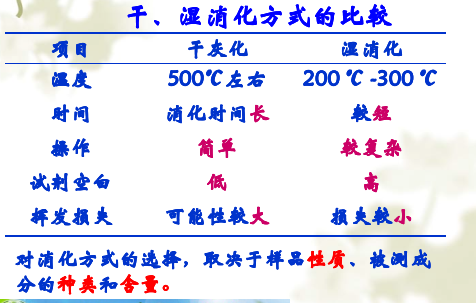 干、湿消化方式的比较
项目 干灰化 湿消化
温度 500℃左右 200 ℃ -300 ℃
时间 消化时间长 较短
操作 简单 较复杂
试剂空白 低 高
挥发损失 可能性较大 损失较小
对消化方式的选择，取决于样品性质、被测成
分的种类和含量。